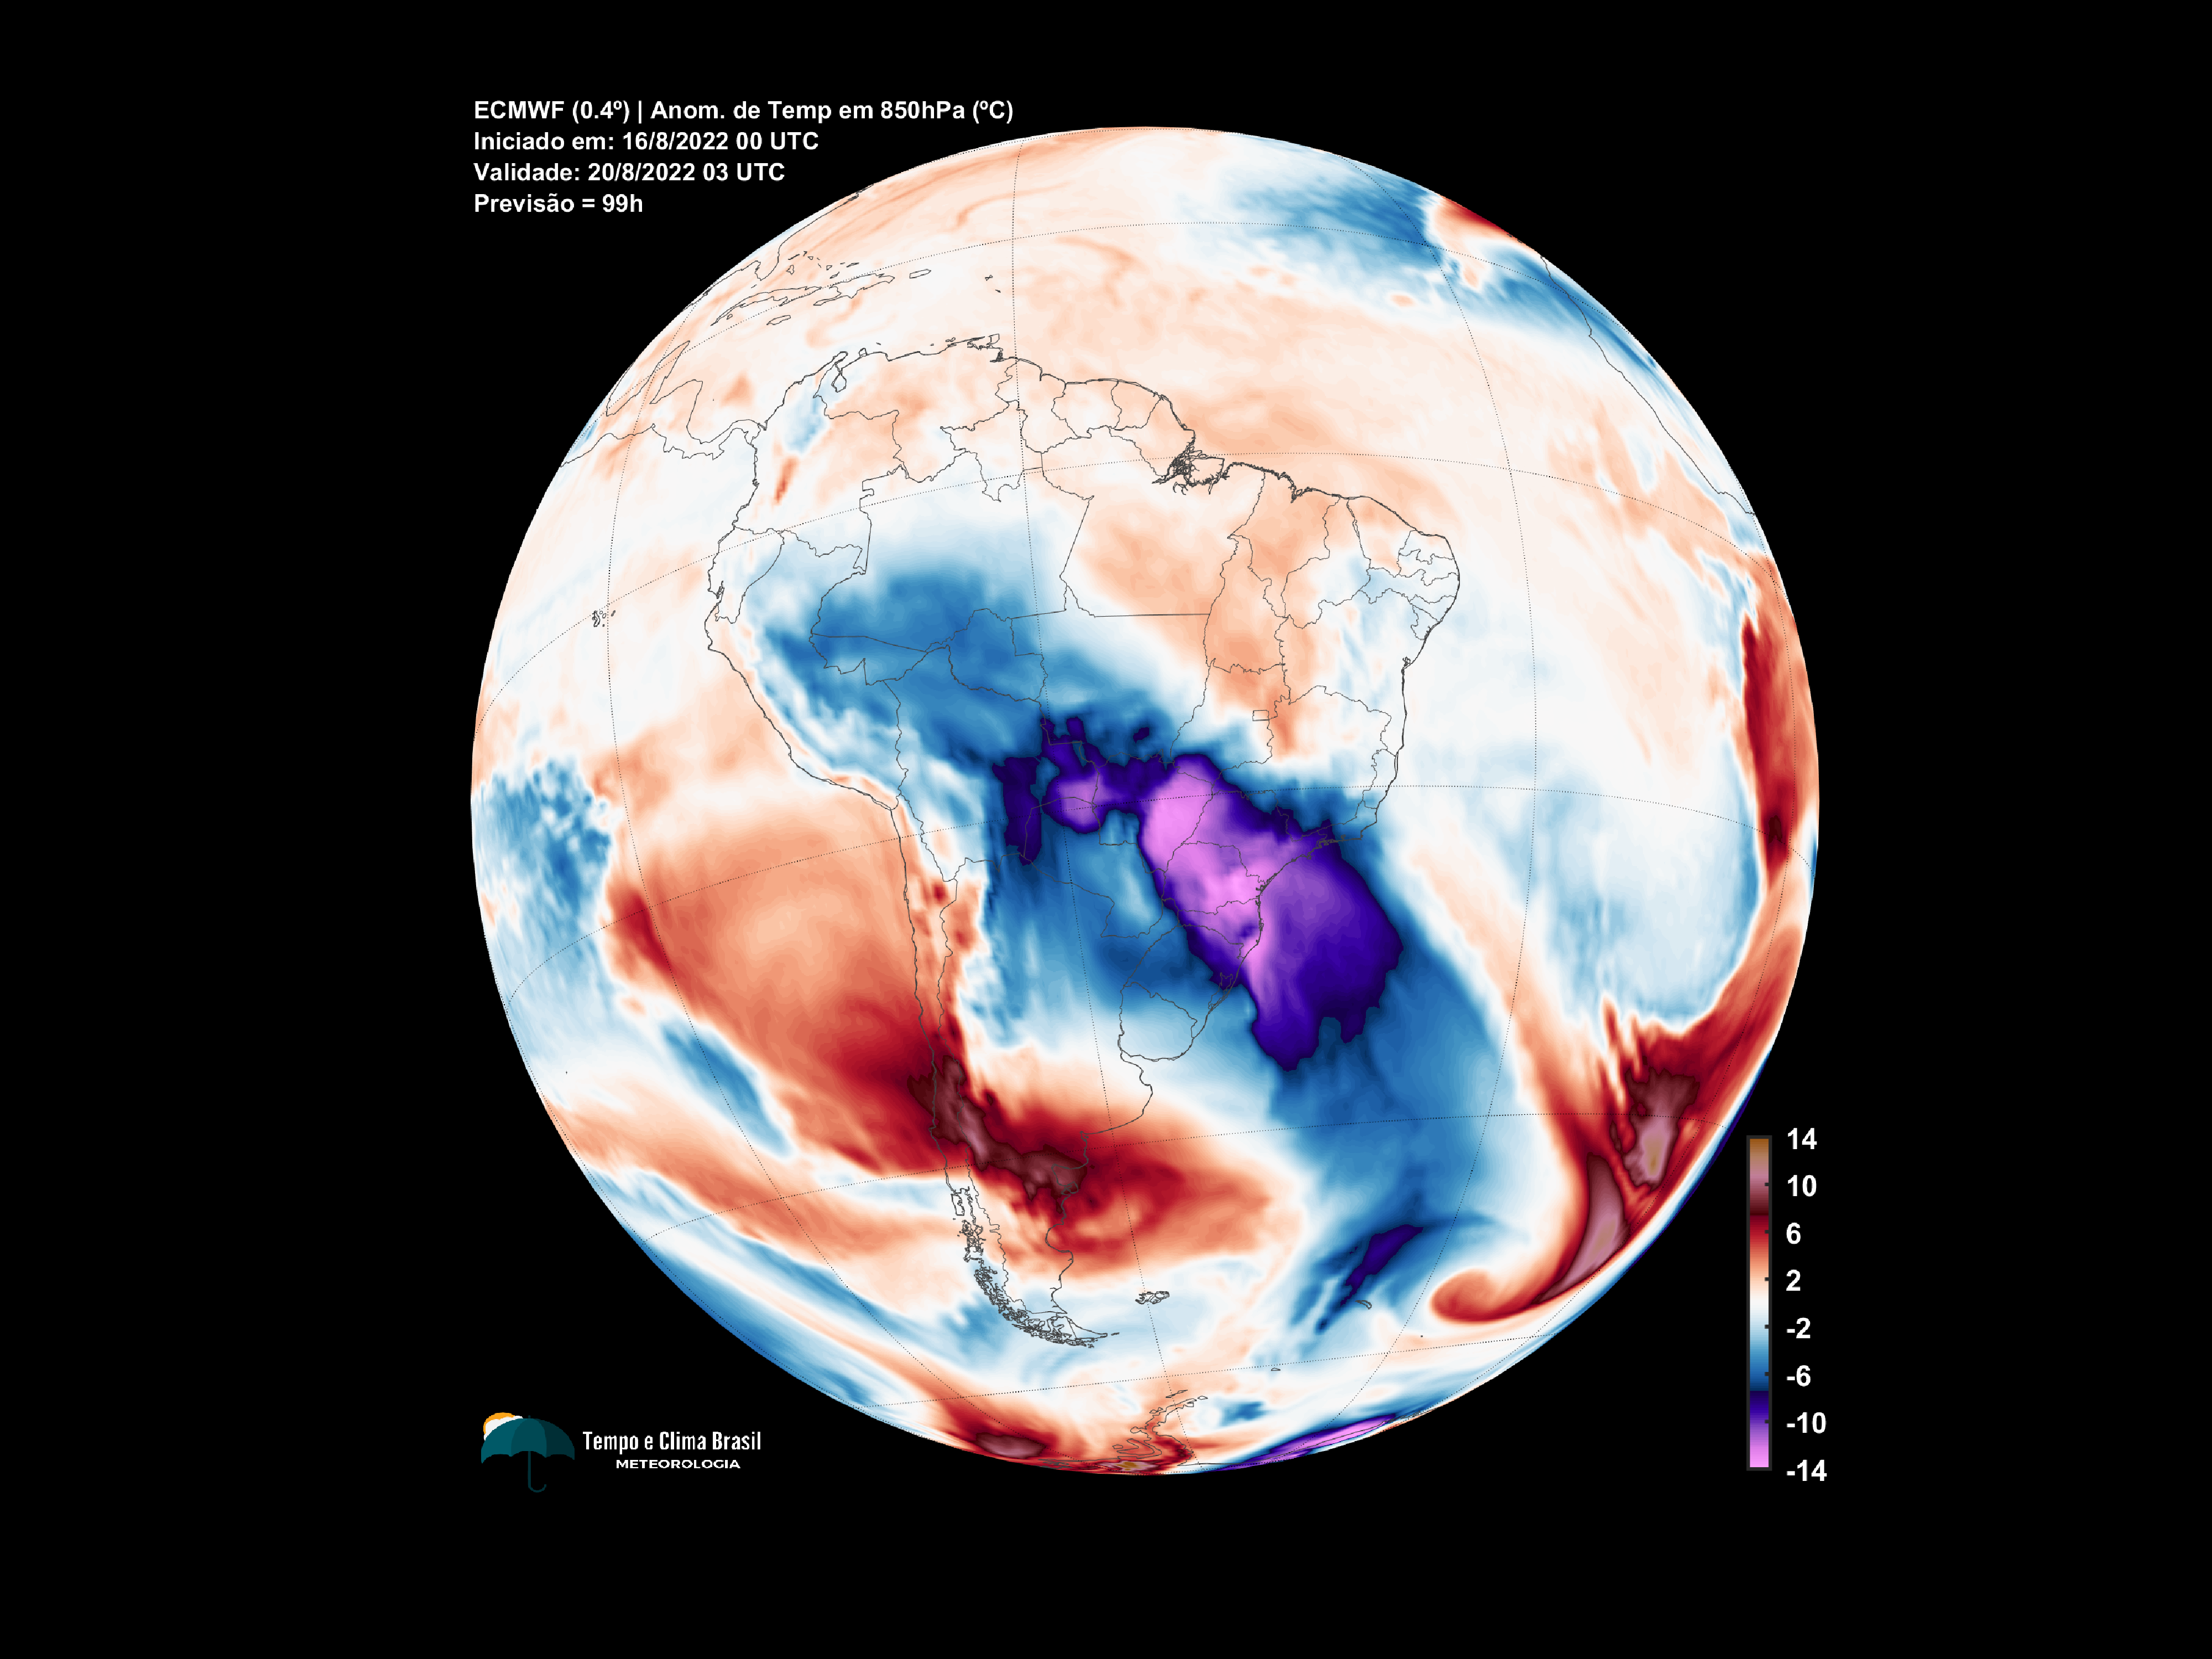 ECMWF (0.4º) | Anom. de Temp em 850hPa (ºC)
Iniciado em: 16/8/2022 00 UTC
Validade: 20/8/2022 03 UTC
Previsão = 99h
14
10
6
2
-2
-6
-10
-14
Tempo e Clima Brasil
METEOROLOGIA